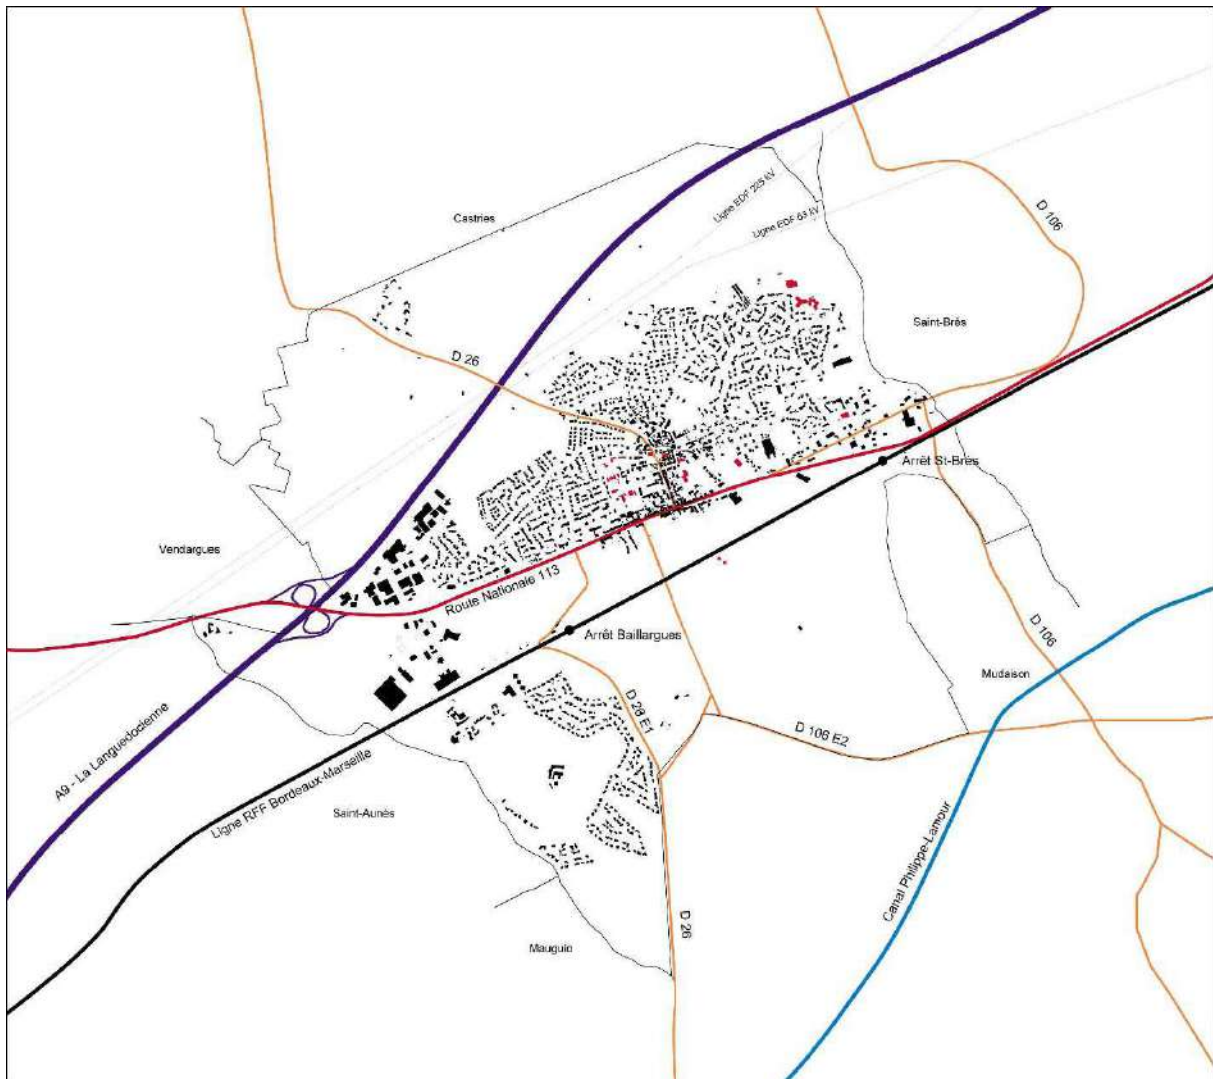 Ligne EDF 225 kV
Castries
Ligne EDF 63 kV
D 106
Saint-Brès
D 26
Arrêt St-Brès
Vendargues
Route Nationale 113
Arrêt Baillargues
D 106
Mudaison
D 26 E1
A9 - La Languedocienne
D 106 E2
Ligne RFF Bordeaux-Marseille
Saint-Aunès
Canal Philippe-Lamour
D 26
Mauguio